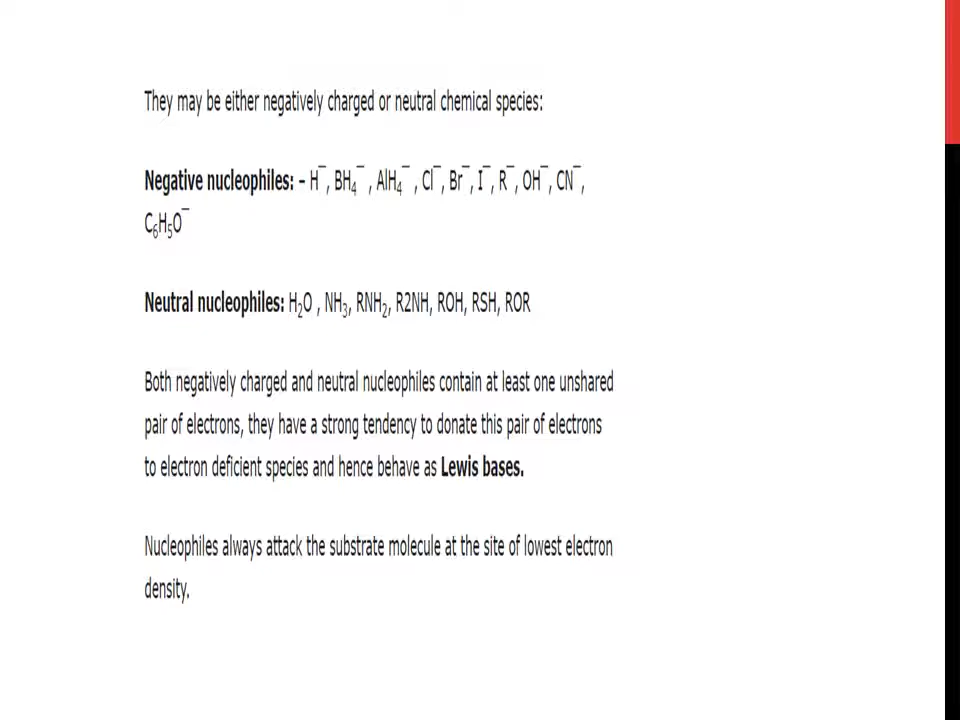 They may be either negatively charged or neutral chemical species:
Negative nucleophiles: – H¯, BH₄¯ , AlH₄¯ , Cl¯, Br¯, I¯, R¯, OH¯, CN¯,
C₆H₅O¯
Neutral nucleophiles: H₂O , NH₃, RNH₂, R2NH, ROH, RSH, ROR
Both negatively charged and neutral nucleophiles contain at least one unshared
pair of electrons, they have a strong tendency to donate this pair of electrons
to electron deficient species and hence behave as Lewis bases.
Nucleophiles always attack the substrate molecule at the site of lowest electron
density.